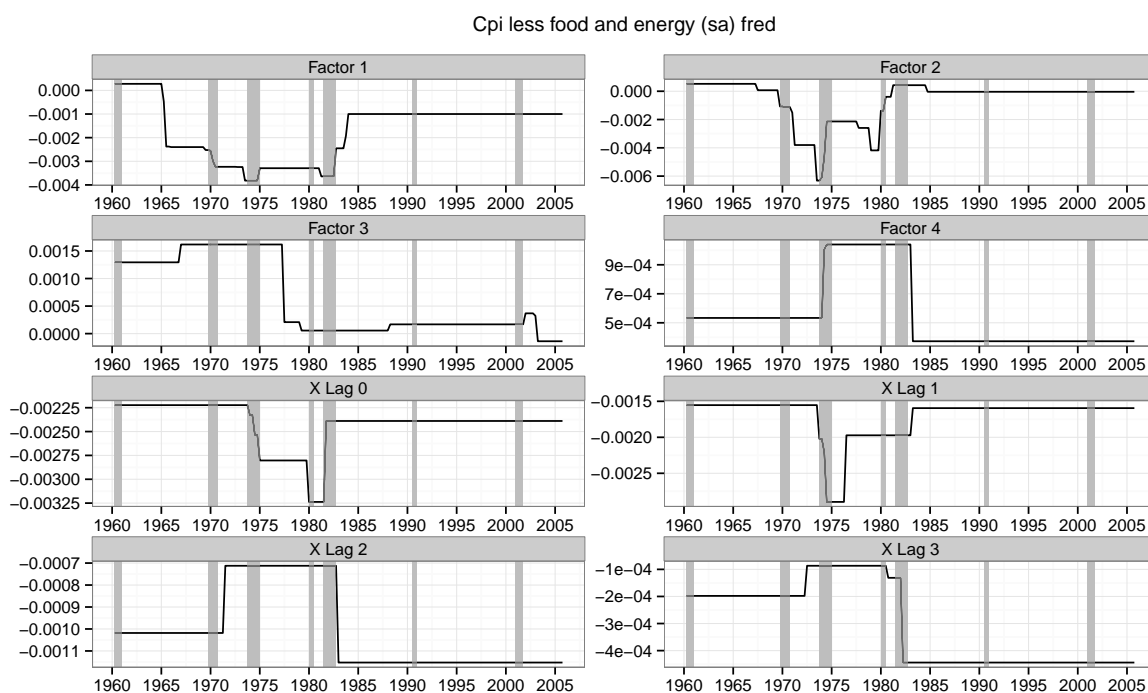 Cpi less food and energy (sa) fred
Factor 1
0.000
−0.001
−0.002
−0.003
−0.004
1960 1965 1970 1975 1980 1985 1990 1995 2000 2005
Factor 2
0.000
−0.002
−0.004
−0.006
1960 1965 1970 1975 1980 1985 1990 1995 2000 2005
Factor 3
0.0015
0.0010
0.0005
0.0000
1960 1965 1970 1975 1980 1985 1990 1995 2000 2005
Factor 4
9e−04
7e−04
5e−04
1960 1965 1970 1975 1980 1985 1990 1995 2000 2005
X Lag 0
−0.00225
−0.00250
−0.00275
−0.00300
−0.00325
1960 1965 1970 1975 1980 1985 1990 1995 2000 2005
X Lag 1
−0.0015
−0.0020
−0.0025
1960 1965 1970 1975 1980 1985 1990 1995 2000 2005
X Lag 2
−0.0007
−0.0008
−0.0009
−0.0010
−0.0011
1960 1965 1970 1975 1980 1985 1990 1995 2000 2005
X Lag 3
−1e−04
−2e−04
−3e−04
−4e−04
1960 1965 1970 1975 1980 1985 1990 1995 2000 2005